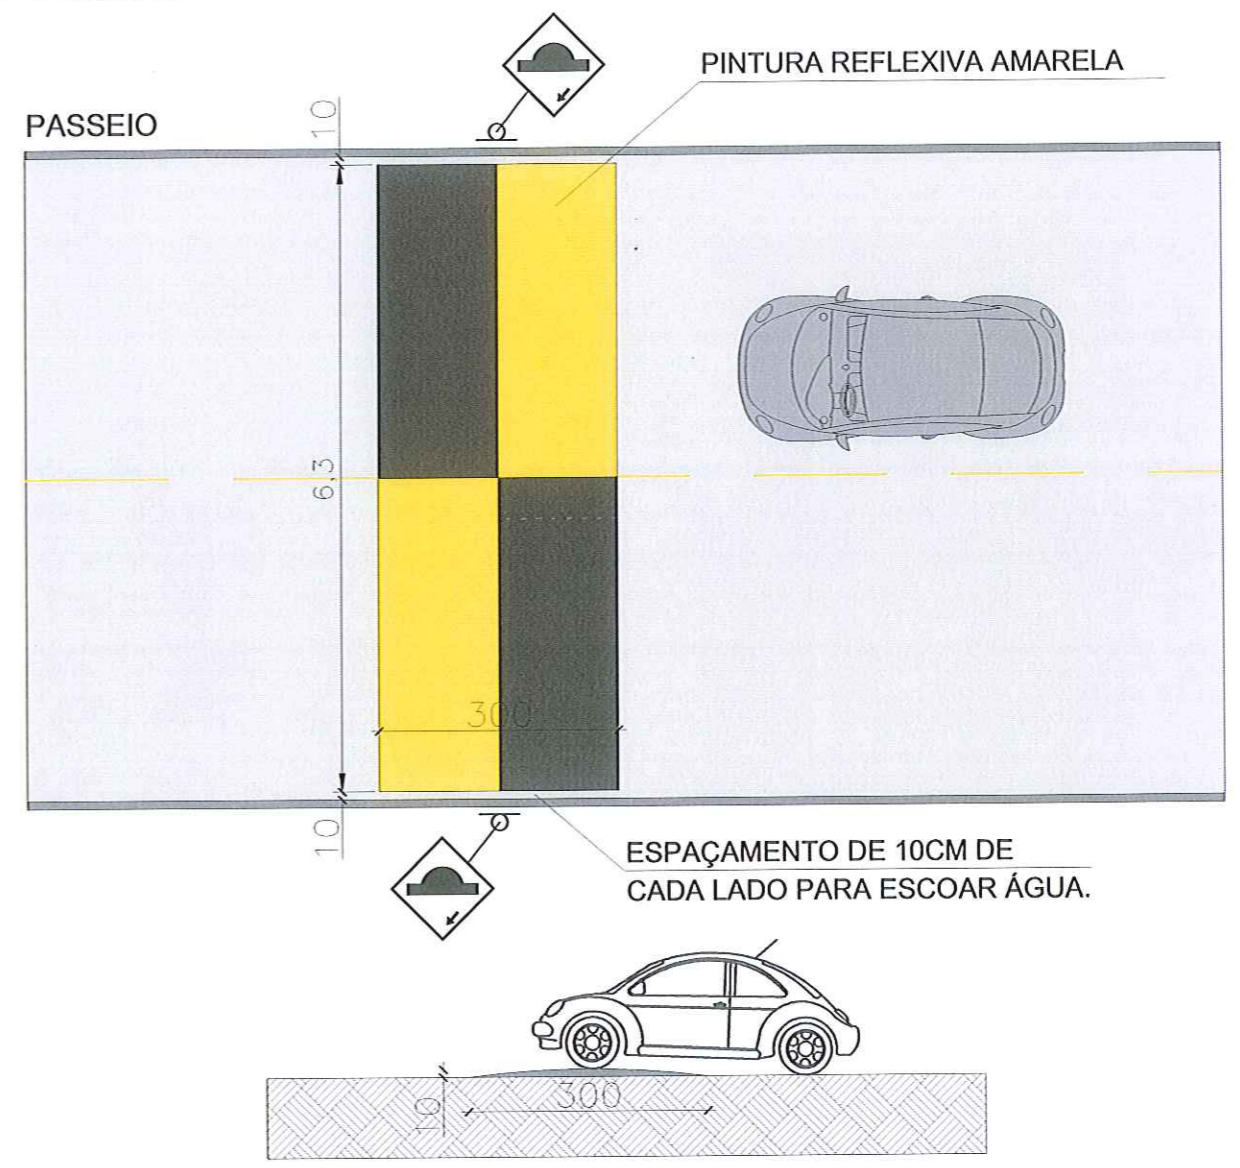 PINTURA REFLEXIVA AMARELA
PASSEIO
10
6,3
300
10
ESPAÇAMENTO DE 10CM DE
CADA LADO PARA ESCOAR ÁGUA.
10
300